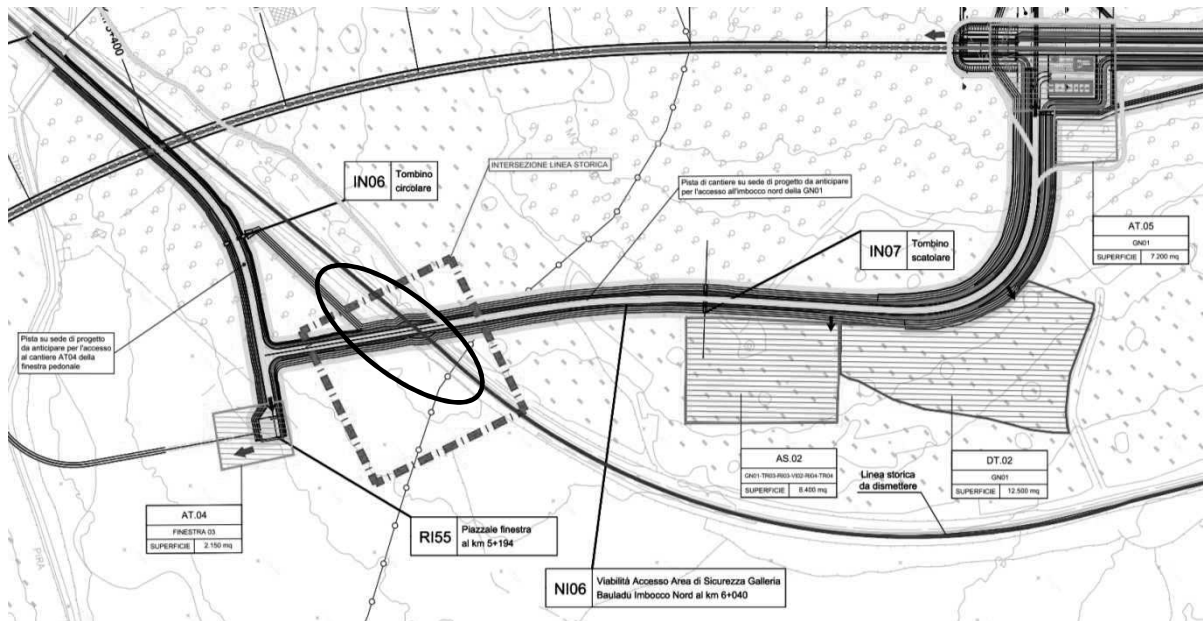 5+400
IN06
Tombino
circolare
INTERSEZIONE LINEA STORICA
Pista di cantiere su sede di progetto da anticipare
per l'accesso all'imbocco nord della GN01
IN07
Tombino
scatolare
AT.05
GN01
SUPERFICIE 7.200 mq
Pista su sede di progetto
da anticipare per l'accesso
al cantiere AT04 della
finestra pedonale
AS.02
GN01-TR03-RI03-VI02-RI04-TR04
SUPERFICIE 8.400 mq
Linea storica
da dismettere
DT.02
GN01
SUPERFICIE 12.500 mq
AT.04
FINESTRA 03
SUPERFICIE 2.150 mq
RI55
Piazzale finestra
al km 5+194
NI06
Viabilità Accesso Area di Sicurezza Galleria
Bauladu Imbocco Nord al km 6+040